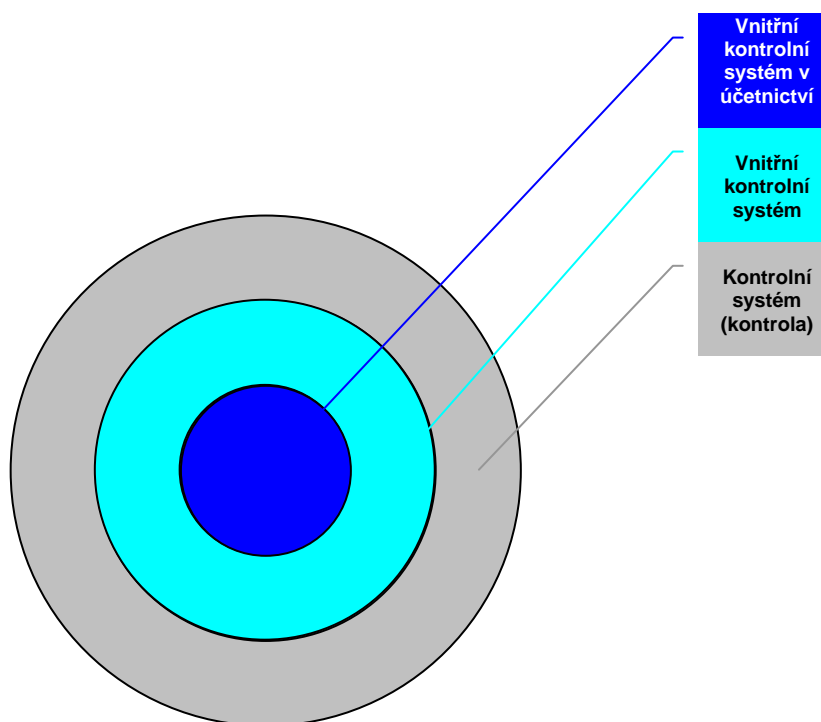 Vnitřní
kontrolní
systém v
účetnictví
Vnitřní
kontrolní
systém
Kontrolní
systém
(kontrola)